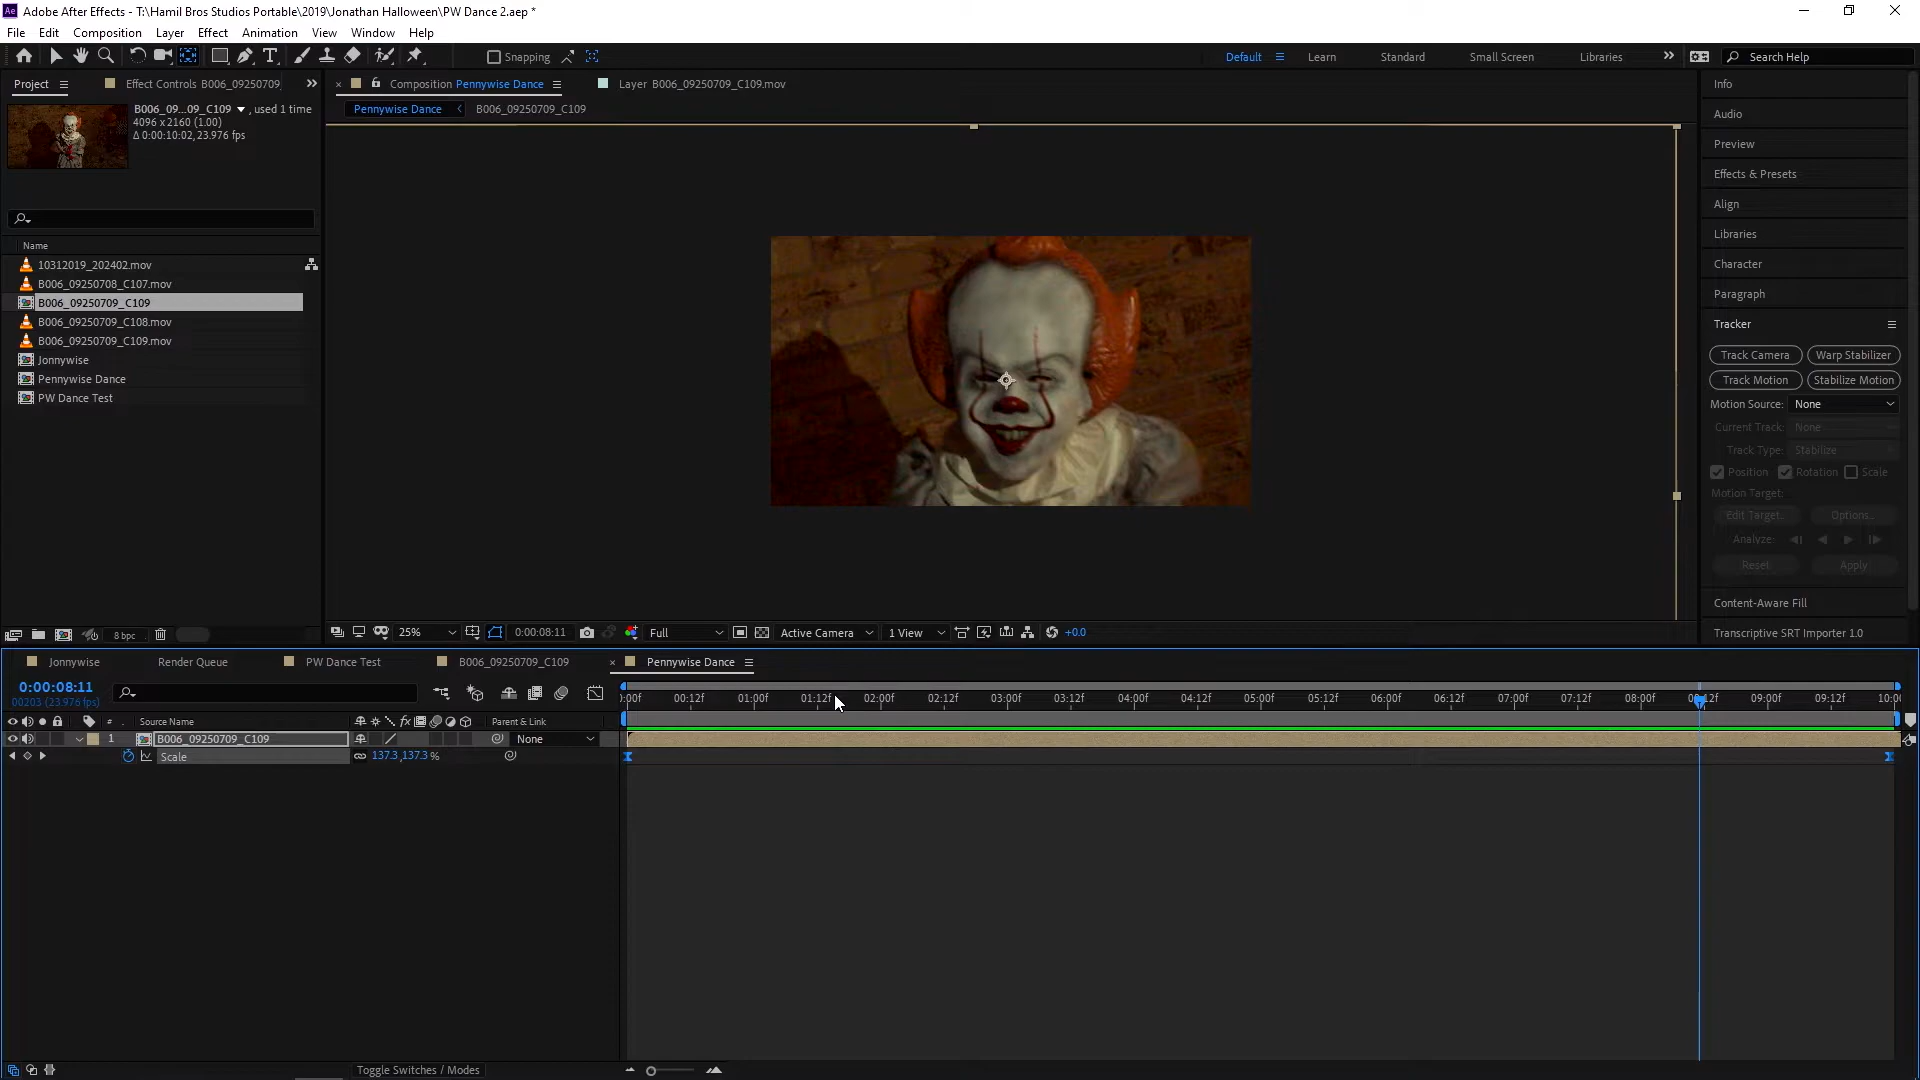 Adobe After Effects - T:\Hamil Bros Studios Portable\2019\Jonathan Halloween\PW Dance 2.aep *
File Edit Composition Layer Effect Animation View Window Help
Snapping
Default Learn Standard Small Screen Libraries Search Help
Project Effect Controls B006_09250709
Composition Pennywise Dance Layer B006_09250709_C109.mov
Pennywise Dance B006_09250709_C109
B006_09...09_C109 , used 1 time
4096 x 2160 (1.00)
Δ 0:00:10:02, 23.976 fps
Name
10312019_202402.mov
B006_09250708_C107.mov
B006_09250709_C109
B006_09250709_C108.mov
B006_09250709_C109.mov
Jonnywise
Pennywise Dance
PW Dance Test
8 bpc
25% 0:00:08:11 Full Active Camera 1 View +0.0
Info
Audio
Preview
Effects & Presets
Align
Libraries
Character
Paragraph
Tracker
Track Camera Warp Stabilizer
Track Motion Stabilize Motion
Motion Source: None
Current Track: None
Track Type: Stabilize
Position Rotation Scale
Motion Target:
Edit Target... Options...
Analyze:
Reset Apply
Content-Aware Fill
Transcriptive SRT Importer 1.0
Jonnywise Render Queue PW Dance Test B006_09250709_C109 Pennywise Dance
0:00:08:11
00203 (23.976 fps)
):00f 00:12f 01:00f 01:12f 02:00f 02:12f 03:00f 03:12f 04:00f 04:12f 05:00f 05:12f 06:00f 06:12f 07:00f 07:12f 08:00f 12f 09:00f 09:12f 10:00
# Source Name fx Parent & Link
1 B006_09250709_C109 None
Scale 137.3,137.3 %
Toggle Switches / Modes